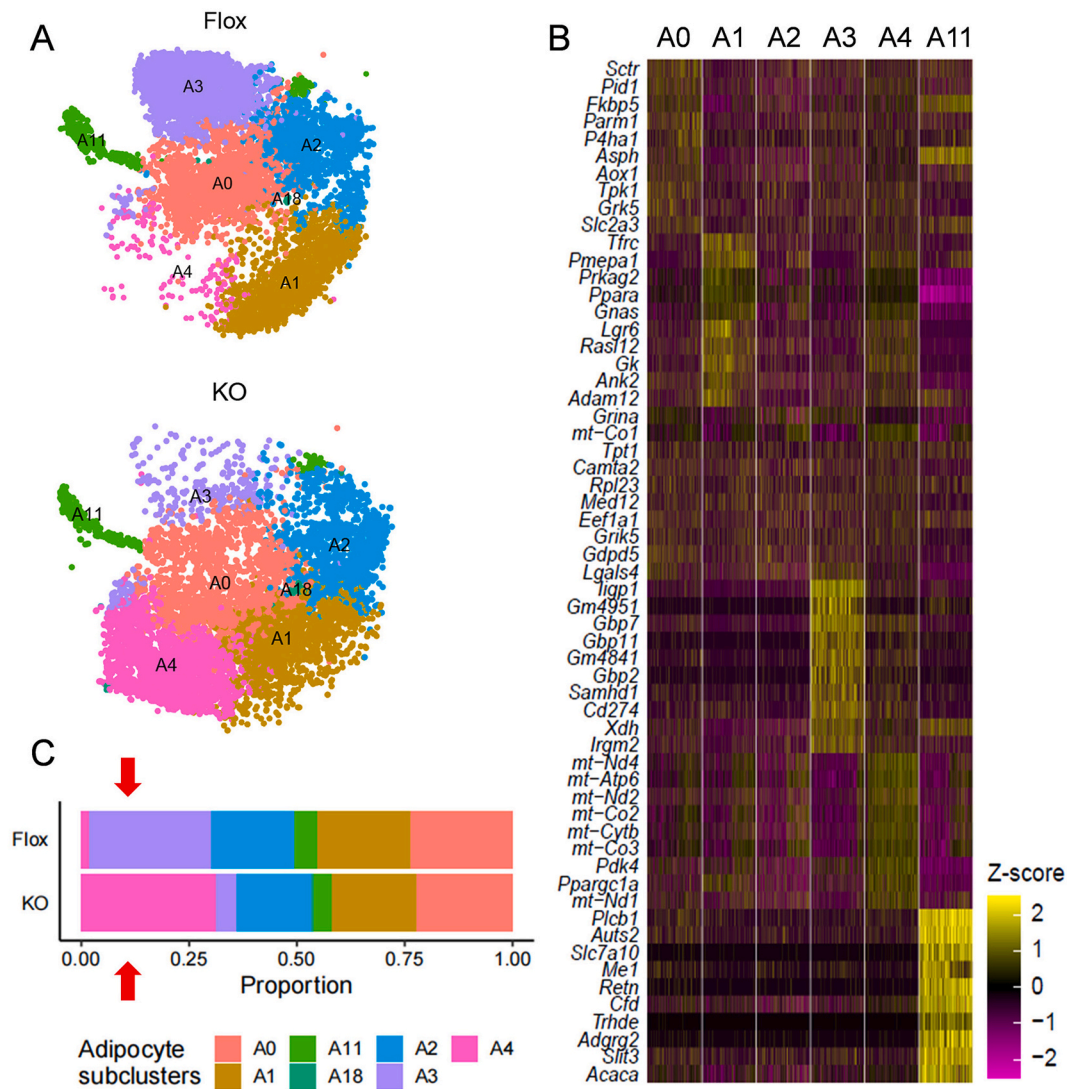 A
Flox
A3
A11
A2
A0
A18
A4
A1
KO
A3
A11
A2
A0
A18
A1
A4
B
A0 A1 A2 A3 A4 A11
Sctr
Pid1
Fkbp5
Parm1
P4ha1
Asph
Aox1
Tpk1
Grk5
Slc2a3
Tfrc
Pmepa1
Prkag2
Ppara
Gnas
Lgr6
Rasl12
Gk
Ank2
Adam12
Grina
mt-Co1
Tpt1
Camta2
Rpl23
Med12
Eef1a1
Grik5
Gdpd5
Lgals4
Iigp1
Gm4951
Gbp7
Gbp11
Gm4841
Gbp2
Samhd1
Cd274
Xdh
Irgm2
mt-Nd4
mt-Atp6
mt-Nd2
mt-Co2
mt-Cytb
mt-Co3
Pdk4
Ppargc1a
mt-Nd1
Plcb1
Auts2
Slc7a10
Me1
Retn
Cfd
Trhde
Adgrg2
Slit3
Acaca
Z-score
2
1
0
-1
-2
C
Flox
KO
0.00 0.25 0.50 0.75 1.00
Proportion
Adipocyte subclusters
A0 A11 A2 A4
A1 A18 A3